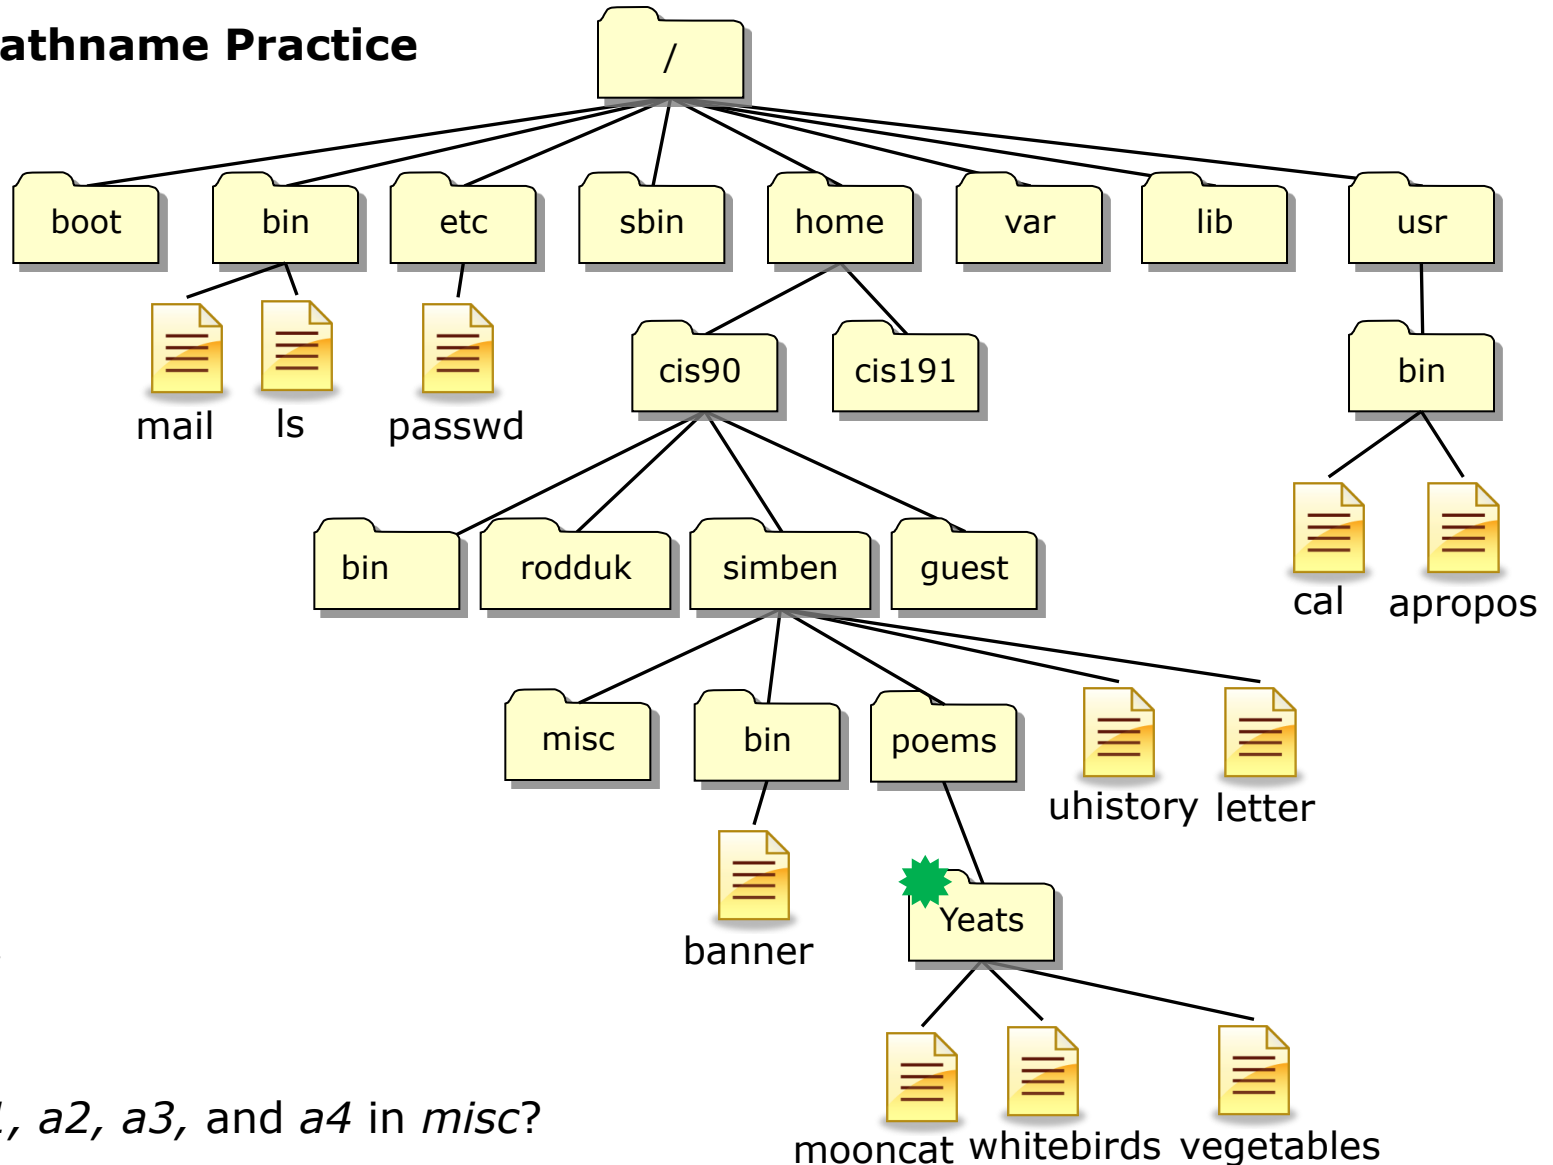 athname Practice
/
boot bin etc sbin home var lib usr
mail ls passwd
cis90 cis191 bin
bin rodduk simben guest
cal apropos
misc bin poems
uhistory letter
banner
Yeats
, a2, a3, and a4 in misc?
mooncat whitebirds vegetables